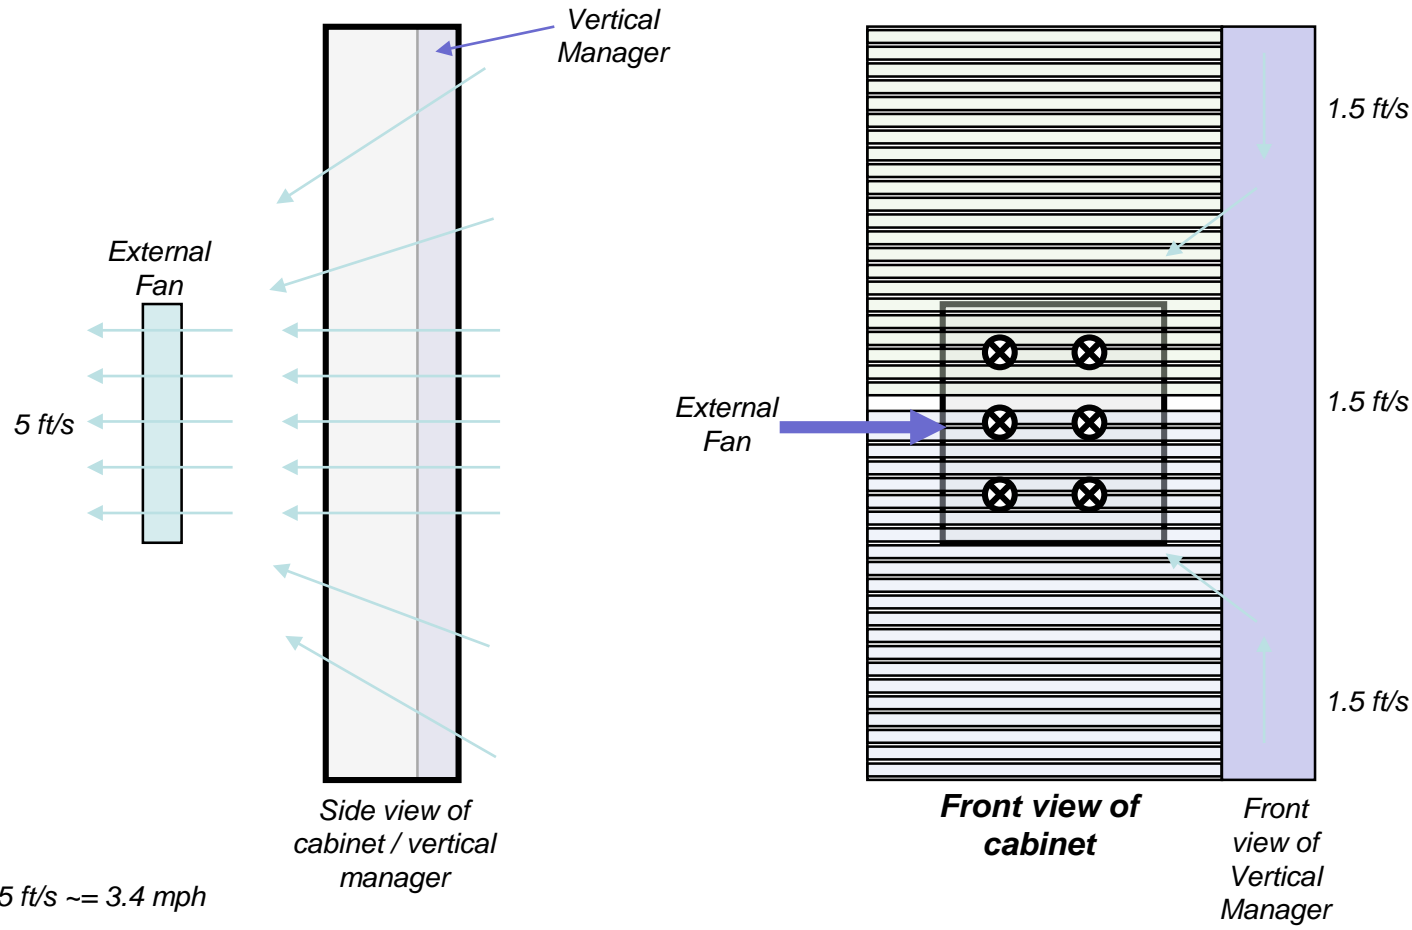 Vertical
Manager
1.5 ft/s
External
Fan
5 ft/s
External
Fan
1.5 ft/s
1.5 ft/s
Side view of
cabinet / vertical
manager
Front view of
cabinet
Front
view of
Vertical
Manager
5 ft/s ~= 3.4 mph